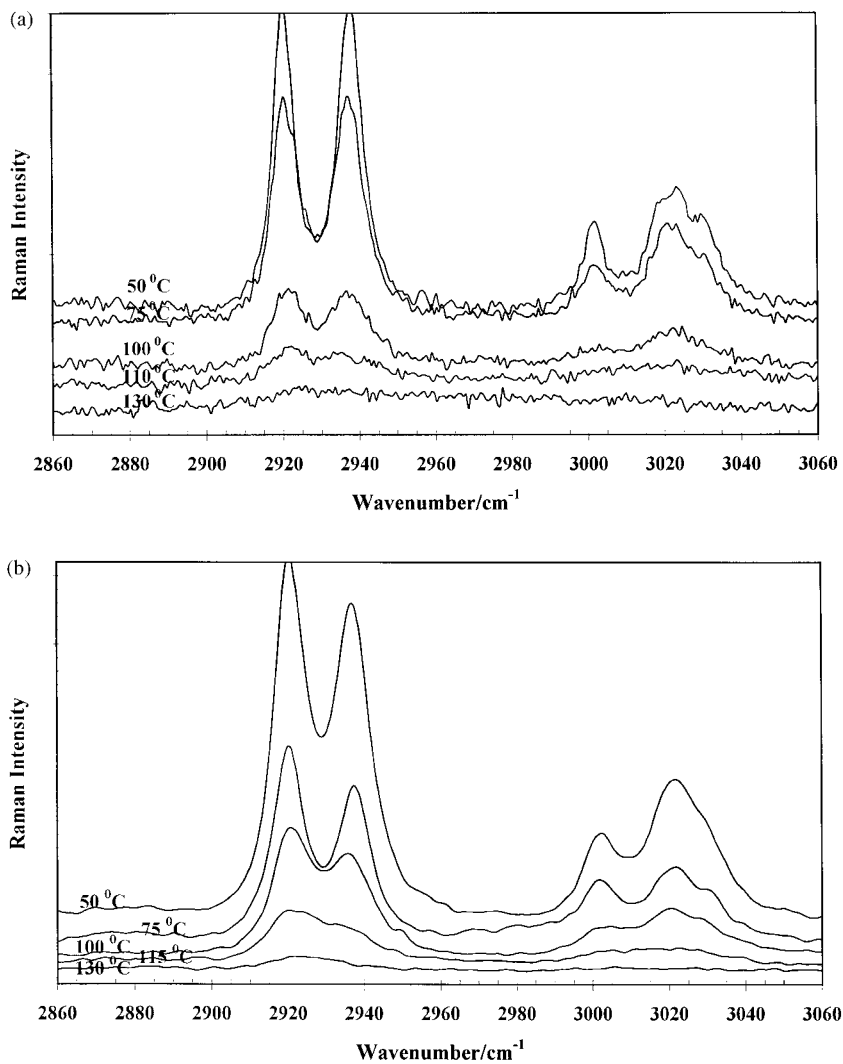 (a)
Raman Intensity
50 ⁰C
75 ⁰C
100 ⁰C
110 ⁰C
130 ⁰C
2860 2880 2900 2920 2940 2960 2980 3000 3020 3040 3060
Wavenumber/cm⁻¹
(b)
Raman Intensity
50 ⁰C
75 ⁰C
100 ⁰C 115 ⁰C
130 ⁰C
2860 2880 2900 2920 2940 2960 2980 3000 3020 3040 3060
Wavenumber/cm⁻¹